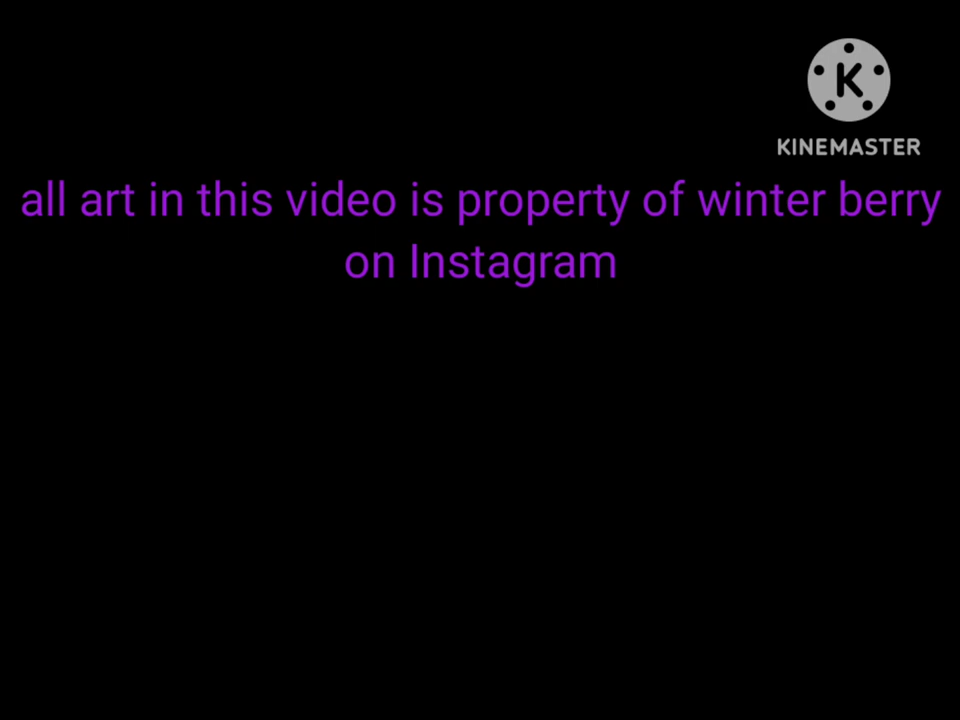 KINEMASTER
all art in this video is property of winter berry
on Instagram